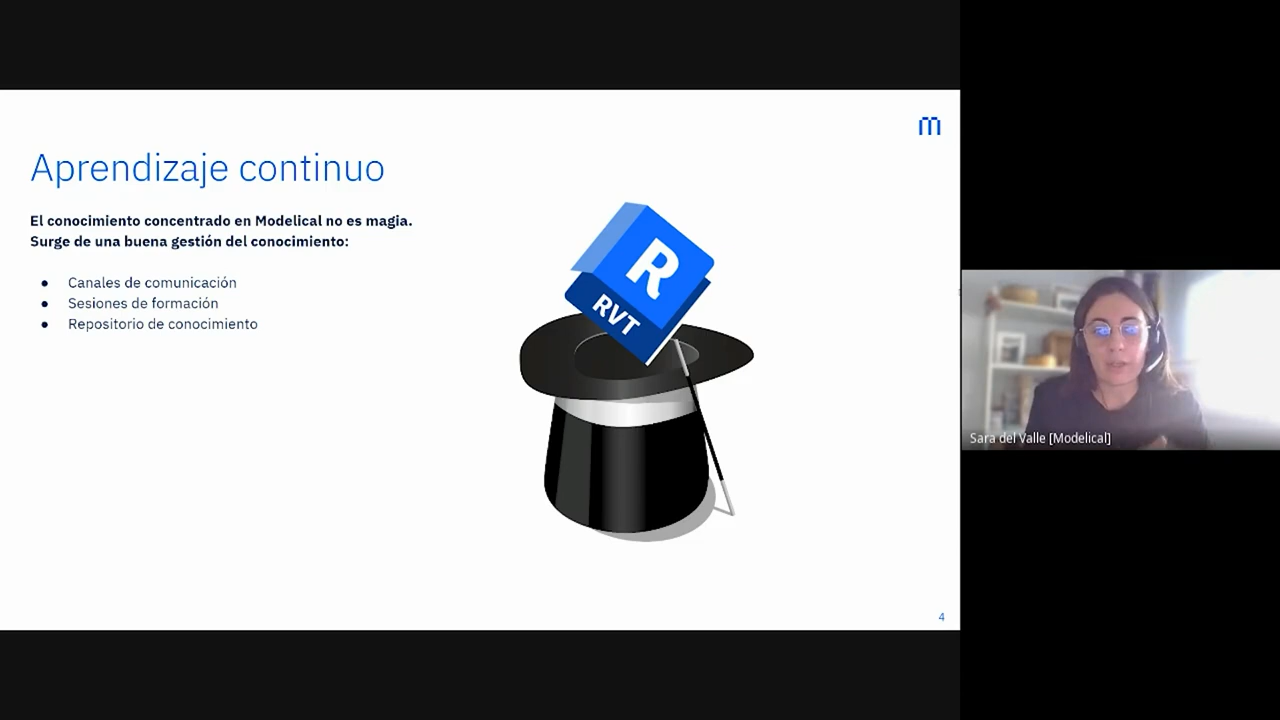 m
Aprendizaje continuo
El conocimiento concentrado en Modelical no es magia.
Surge de una buena gestión del conocimiento:
● Canales de comunicación
● Sesiones de formación
● Repositorio de conocimiento
R
RVT
Sara del Valle [Modelical]
4